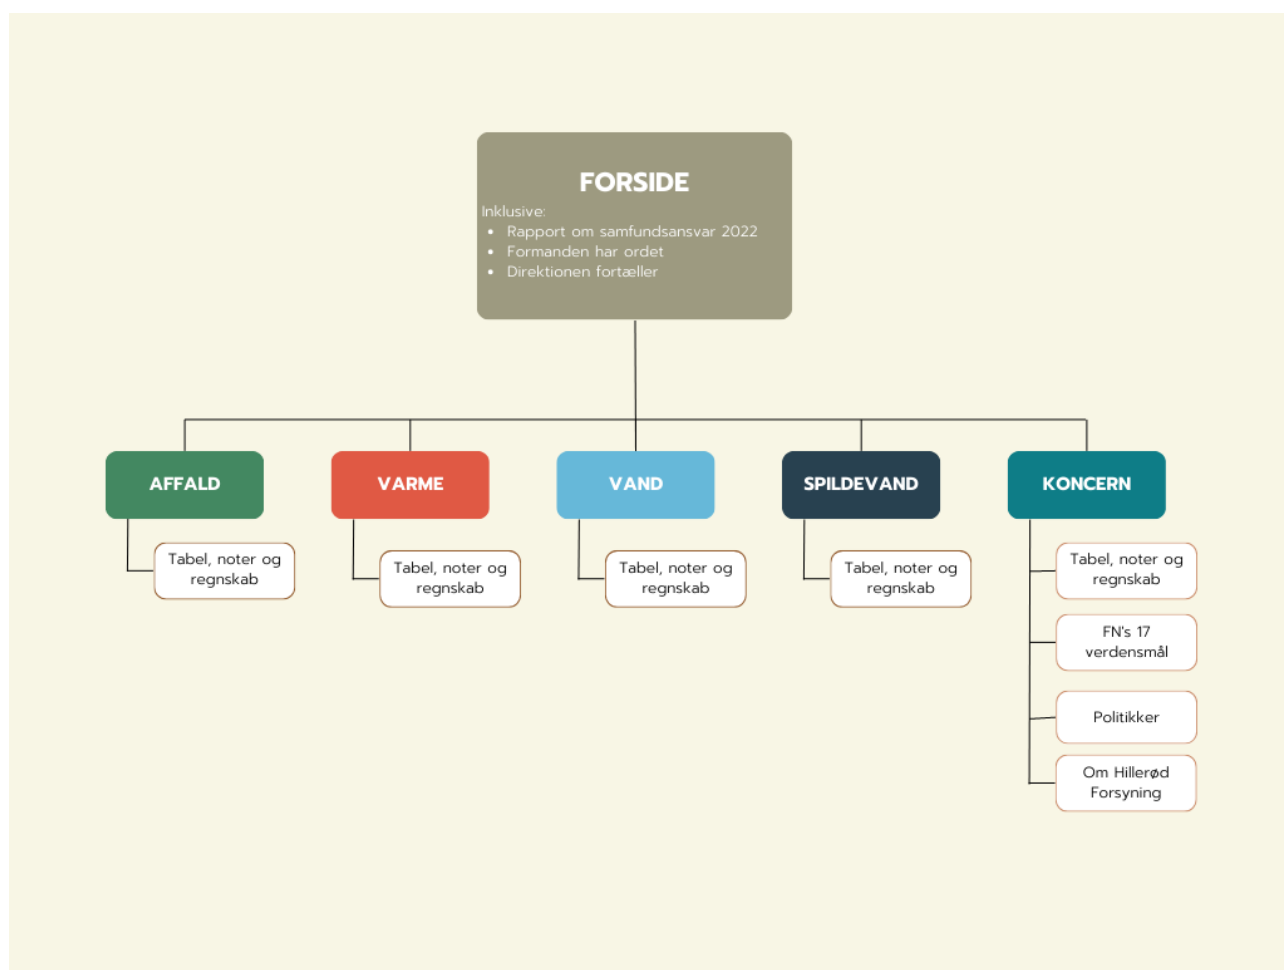 FORSIDE
Inklusive:
• Rapport om samfundsansvar 2022
• Formanden har ordet
• Direktionen fortæller
AFFALD
VARME
VAND
SPILDEVAND
KONCERN
Tabel, noter og
regnskab
Tabel, noter og
regnskab
Tabel, noter og
regnskab
Tabel, noter og
regnskab
Tabel, noter og
regnskab
FN's 17
verdensmål
Politikker
Om Hillerød
Forsyning